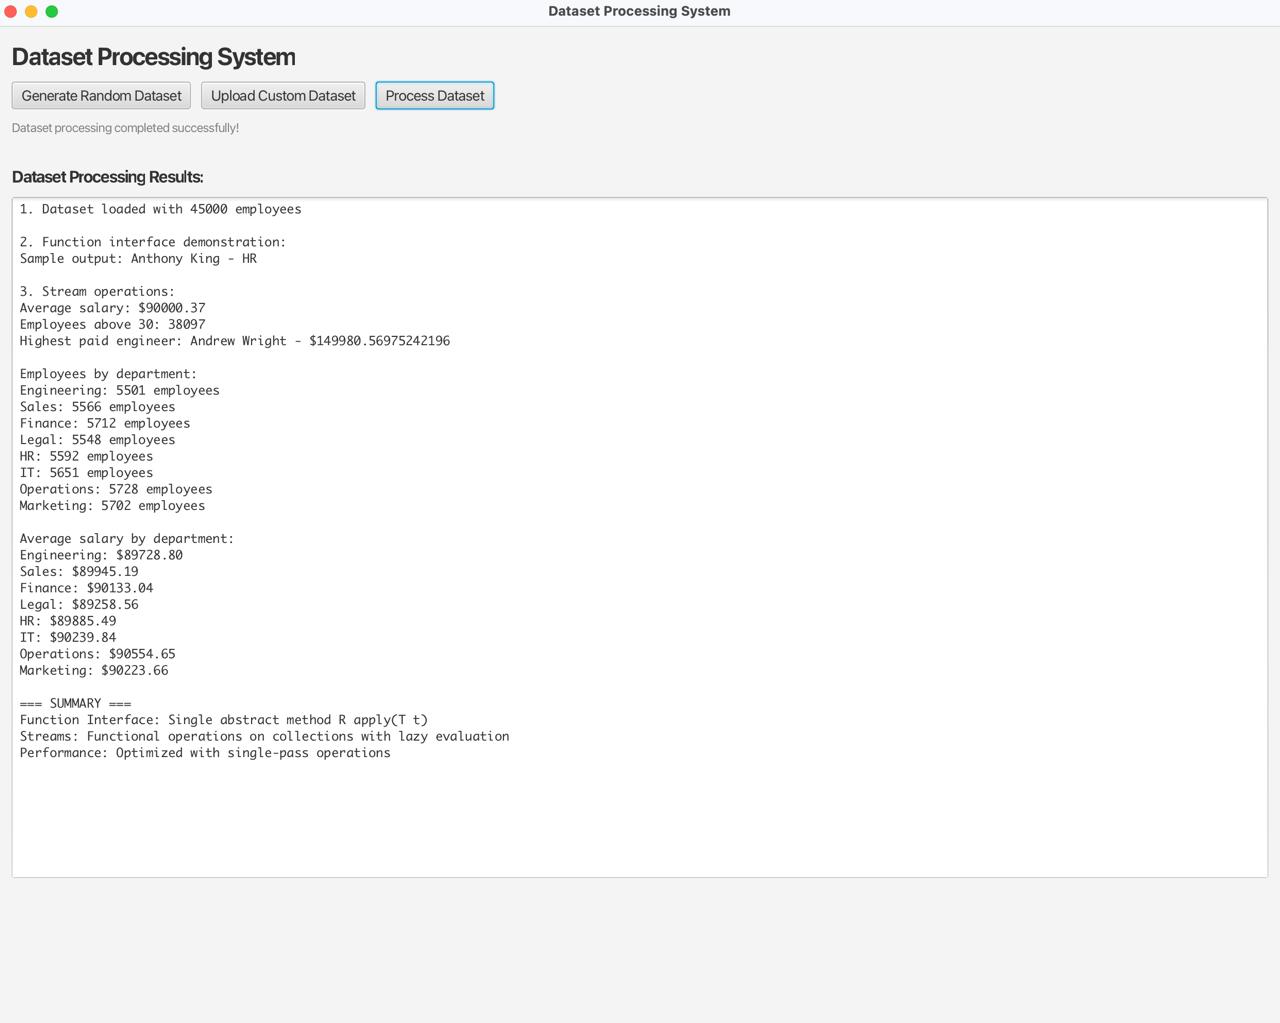 Dataset Processing System
Dataset Processing System
Generate Random Dataset Upload Custom Dataset Process Dataset
Dataset processing completed successfully!
Dataset Processing Results:
1. Dataset loaded with 45000 employees
2. Function interface demonstration:
Sample output: Anthony King - HR
3. Stream operations:
Average salary: $90000.37
Employees above 30: 38097
Highest paid engineer: Andrew Wright - $149980.56975242196
Employees by department:
Engineering: 5501 employees
Sales: 5566 employees
Finance: 5712 employees
Legal: 5548 employees
HR: 5592 employees
IT: 5651 employees
Operations: 5728 employees
Marketing: 5702 employees
Average salary by department:
Engineering: $89728.80
Sales: $89945.19
Finance: $90133.04
Legal: $89258.56
HR: $89885.49
IT: $90239.84
Operations: $90554.65
Marketing: $90223.66
=== SUMMARY ===
Function Interface: Single abstract method R apply(T t)
Streams: Functional operations on collections with lazy evaluation
Performance: Optimized with single-pass operations